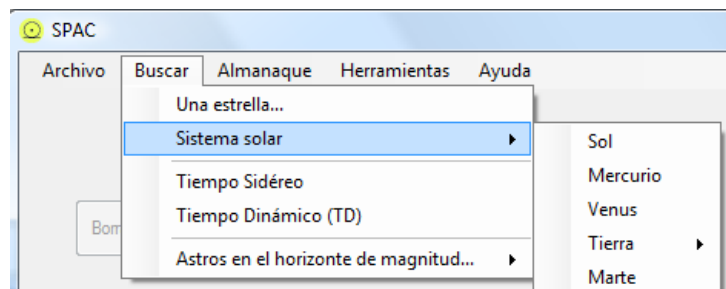 SPAC
Archivo Buscar Almanaque Herramientas Ayuda
Una estrella...
Sistema solar
Sol
Mercurio
Tiempo Sidéreo
Venus
Tiempo Dinámico (TD)
Tierra
Astros en el horizonte de magnitud...
Marte